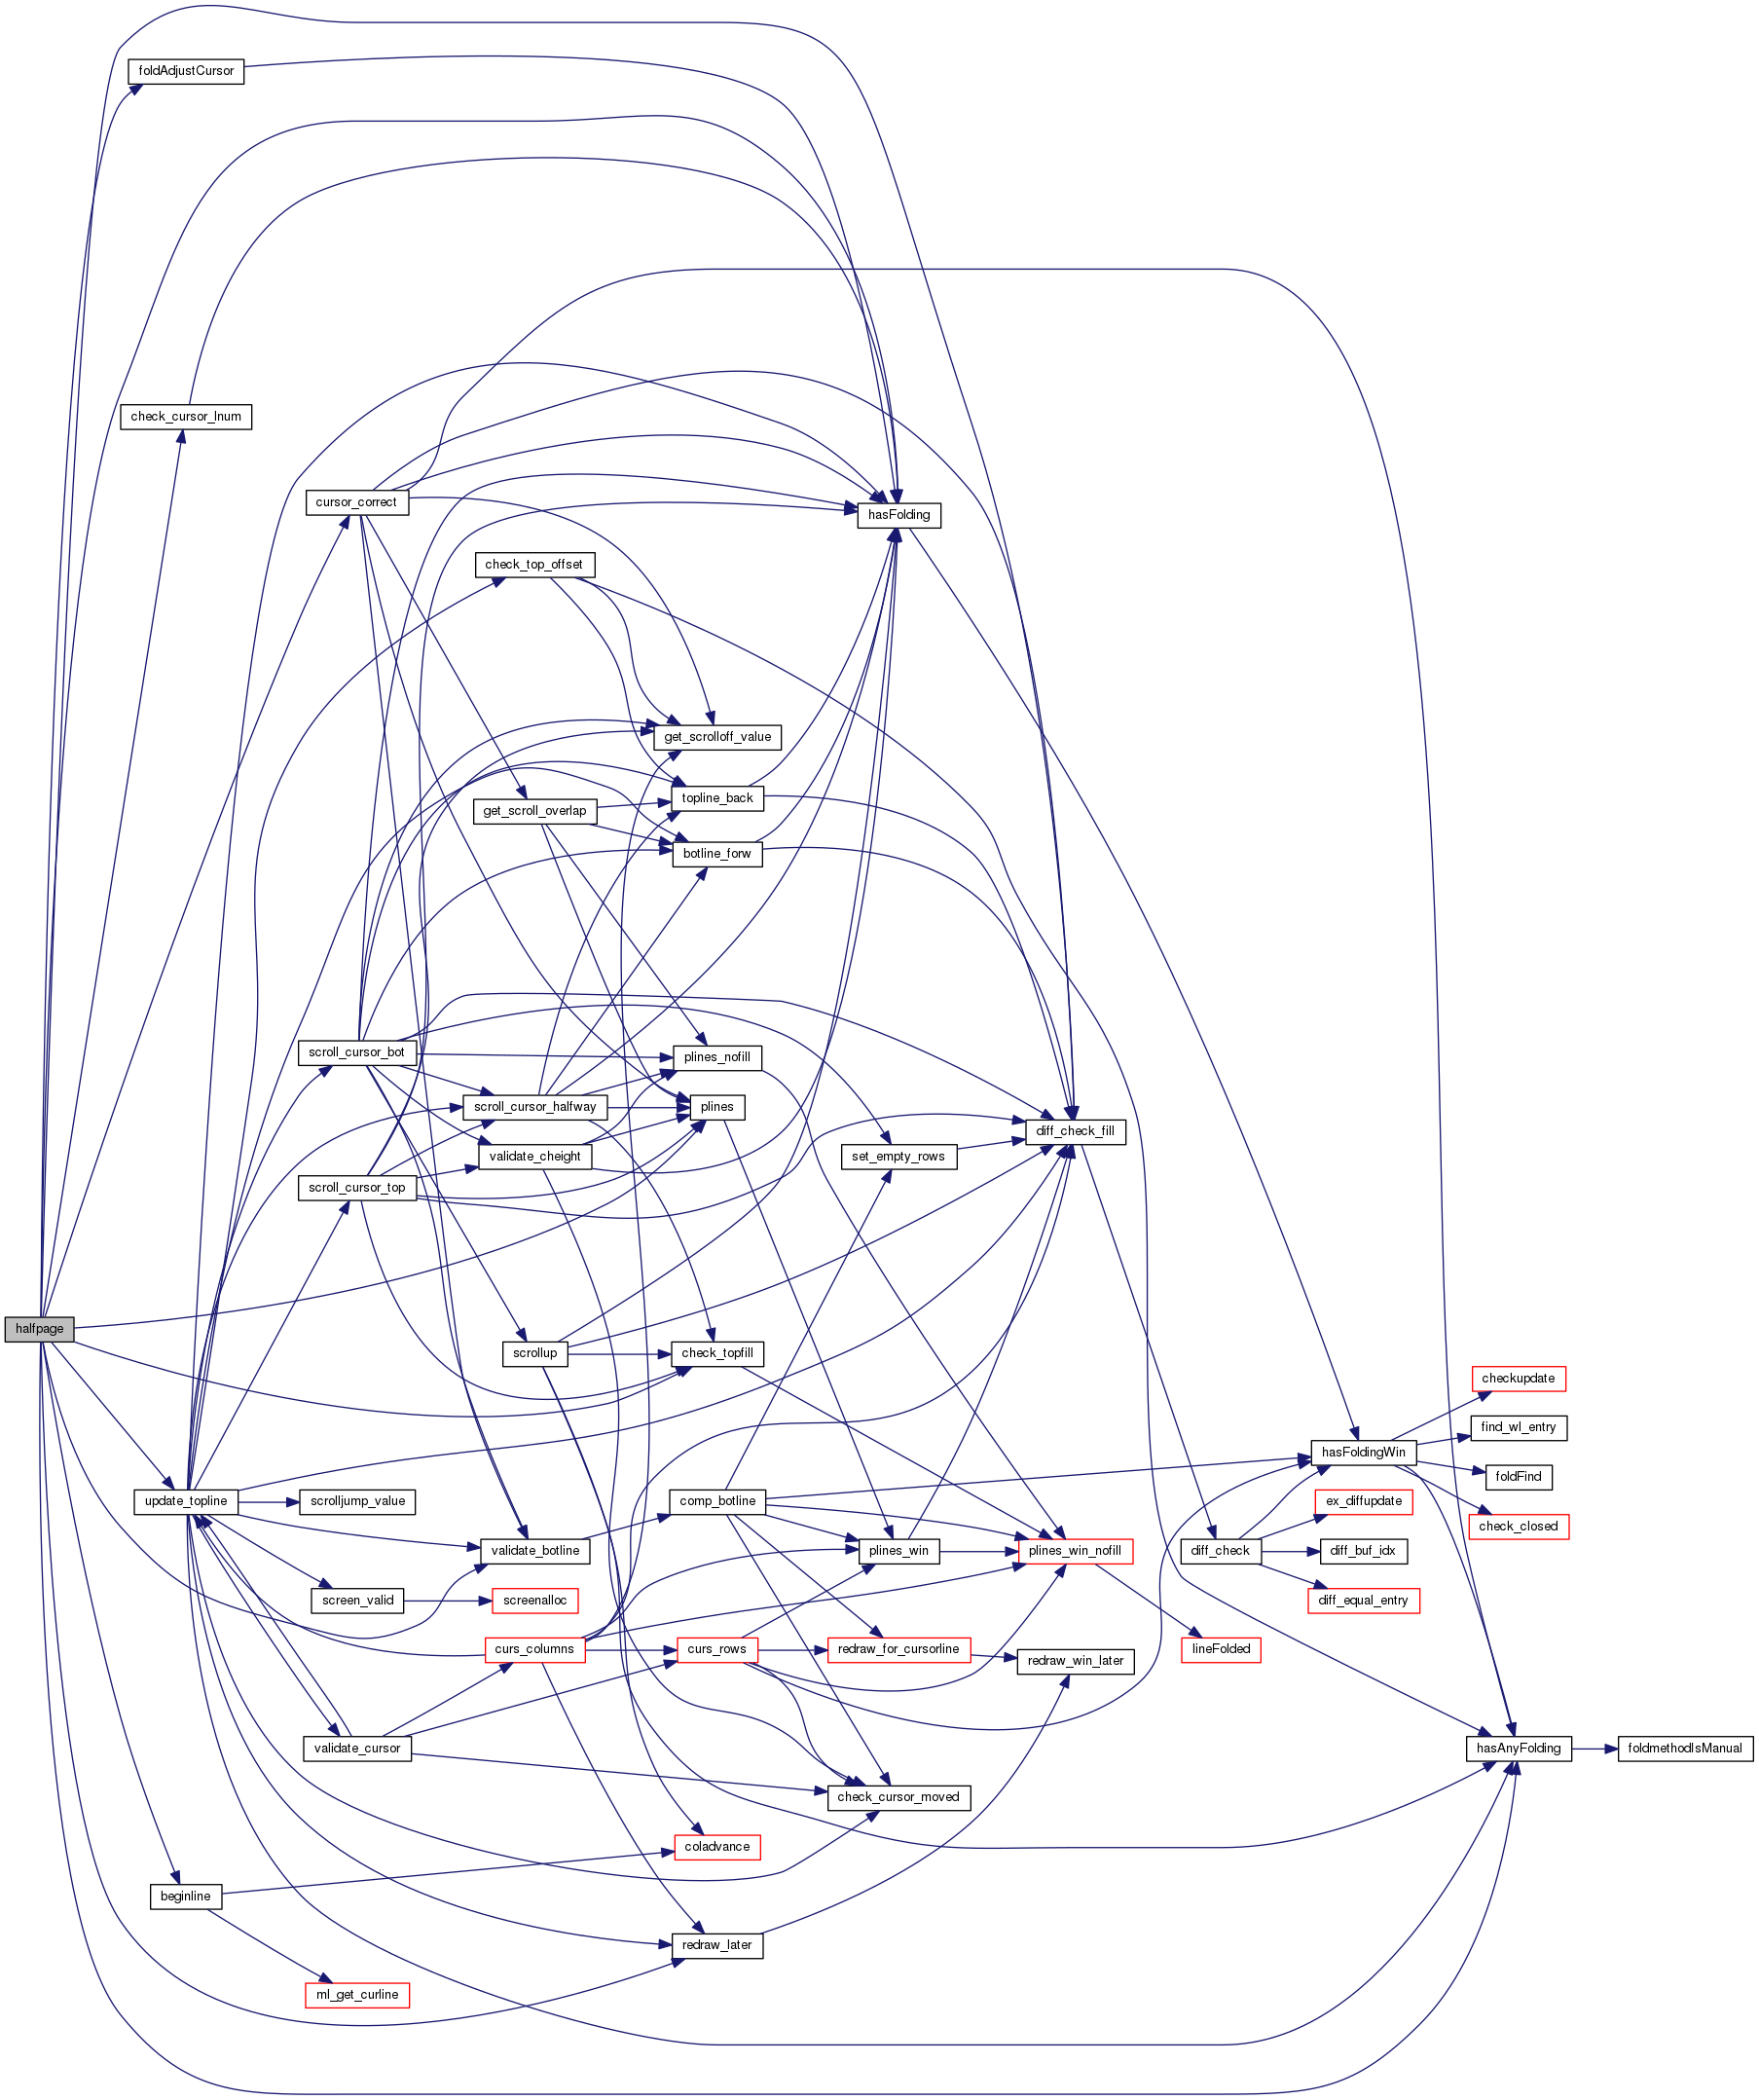 foldAdjustCursor
check_cursor_lnum
cursor_correct
hasFolding
check_top_offset
get_scrolloff_value
topline_back
get_scroll_overlap
botline_forw
scroll_cursor_bot
plines_nofill
scroll_cursor_halfway
plines
diff_check_fill
validate_cheight
set_empty_rows
scroll_cursor_top
halfpage
scrollup
check_topfill
checkupdate
find_wl_entry
hasFoldingWin
foldFind
update_topline
scrolljump_value
comp_botline
ex_diffupdate
check_closed
validate_botline
plines_win
plines_win_nofill
diff_check
diff_buf_idx
screen_valid
screenalloc
diff_equal_entry
curs_columns
curs_rows
redraw_for_cursorline
lineFolded
redraw_win_later
validate_cursor
hasAnyFolding
foldmethodIsManual
check_cursor_moved
coladvance
beginline
redraw_later
ml_get_curline